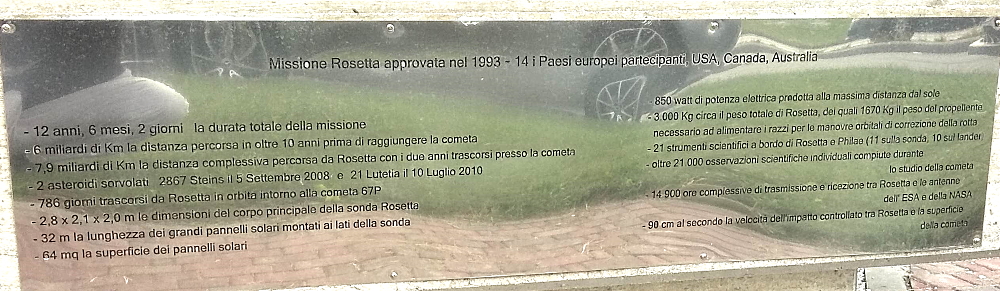 Missione Rosetta approvata nel 1993 - 14 i Paesi europei partecipanti, USA, Canada, Australia
- 12 anni, 6 mesi, 2 giorni la durata totale della missione
- 6 miliardi di Km la distanza percorsa in oltre 10 anni prima di raggiungere la cometa
- 7,9 miliardi di Km la distanza complessiva percorsa da Rosetta con i due anni trascorsi presso la cometa
- 2 asteroidi sorvolati 2867 Steins il 5 Settembre 2008 e 21 Lutetia il 10 Luglio 2010
- 786 giorni trascorsi da Rosetta in orbita intorno alla cometa 67P
- 2,8 x 2,1 x 2,0 m le dimensioni del corpo principale della sonda Rosetta
- 32 m la lunghezza dei grandi pannelli solari montati ai lati della sonda
- 64 mq la superficie dei pannelli solari
- 850 watt di potenza elettrica prodotta alla massima distanza dal sole
- 3.000 Kg circa il peso totale di Rosetta, dei quali 1670 Kg il peso del propellente
necessario ad alimentare i razzi per le manovre orbitali di correzione della rotta
- 21 strumenti scientifici a bordo di Rosetta e Philae (11 sulla sonda, 10 sul lander)
- oltre 21 000 osservazioni scientifiche individuali compiute durante
lo studio della cometa
- 14 900 ore complessive di trasmissione e ricezione tra Rosetta e le antenne
dell' ESA e della NASA
- 90 cm al secondo la velocità dell'impatto controllato tra Rosetta e la superficie
della cometa